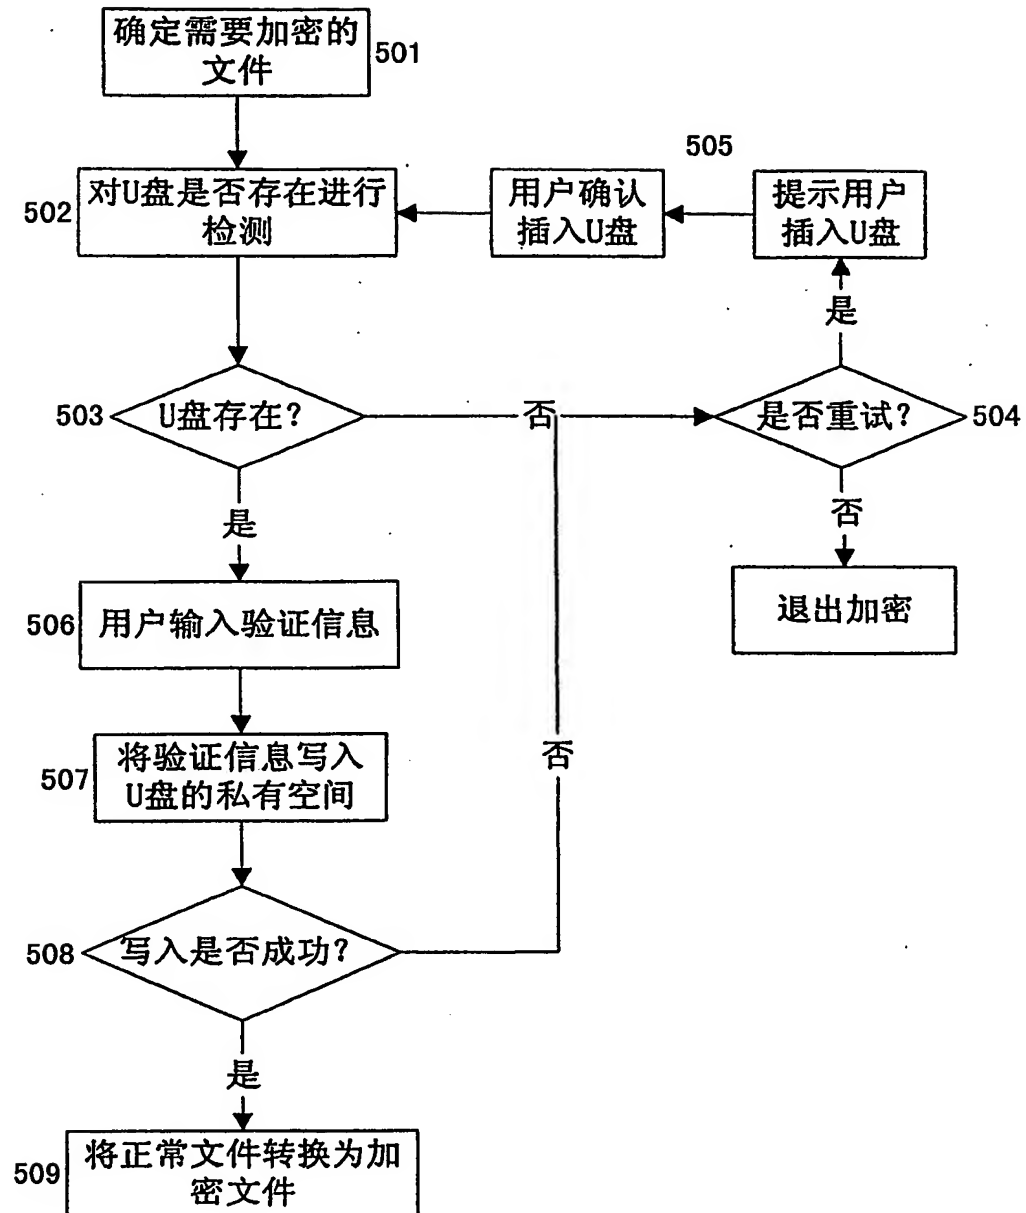 确定需要加密的
文件
501
505
502
对U盘是否存在进行
检测
用户确认
插入U盘
提示用户
插入U盘
是
503
U盘存在?
否
是否重试?
504
是
否
506
用户输入验证信息
退出加密
507
将验证信息写入
U盘的私有空间
否
508
写入是否成功?
是
509
将正常文件转换为加
密文件